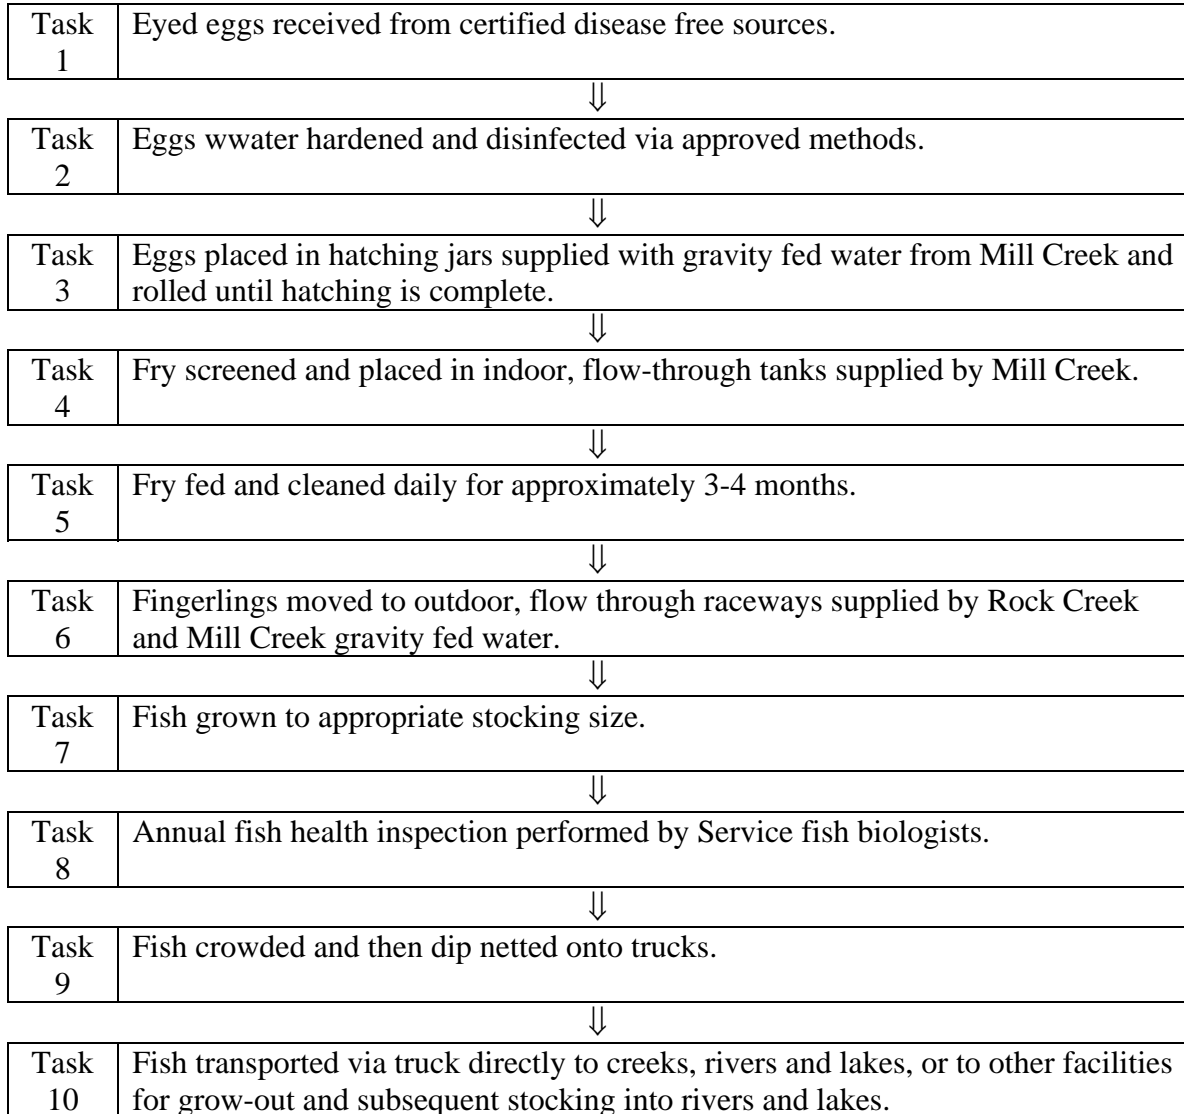 Task Eyed eggs received from certified disease free sources.
1
⇓
Task Eggs wwater hardened and disinfected via approved methods.
2
⇓
Task Eggs placed in hatching jars supplied with gravity fed water from Mill Creek and
3 rolled until hatching is complete.
⇓
Task Fry screened and placed in indoor, flow-through tanks supplied by Mill Creek.
4
⇓
Task Fry fed and cleaned daily for approximately 3-4 months.
5
⇓
Task Fingerlings moved to outdoor, flow through raceways supplied by Rock Creek
6 and Mill Creek gravity fed water.
⇓
Task Fish grown to appropriate stocking size.
7
⇓
Task Annual fish health inspection performed by Service fish biologists.
8
⇓
Task Fish crowded and then dip netted onto trucks.
9
⇓
Task Fish transported via truck directly to creeks, rivers and lakes, or to other facilities
10 for grow-out and subsequent stocking into rivers and lakes.